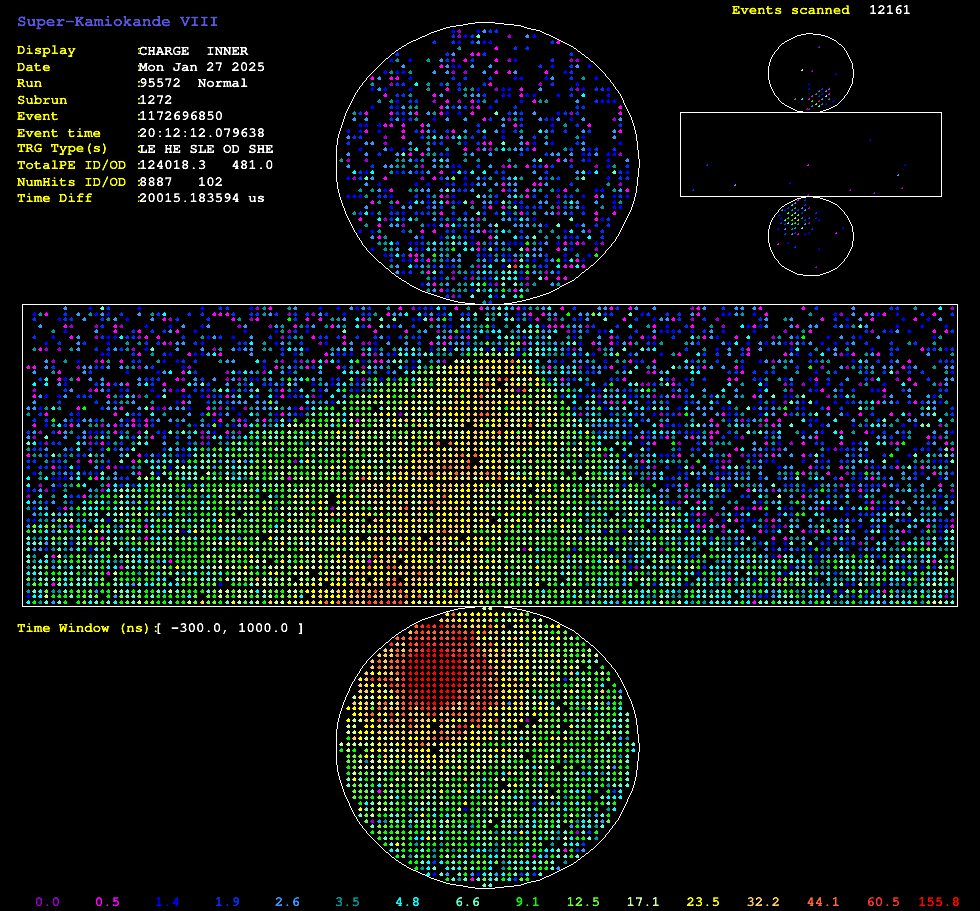 Super-Kamiokande VIII
Events scanned 12161
Display :CHARGE INNER
Date :Mon Jan 27 2025
Run :95572 Normal
Subrun :1272
Event :1172696850
Event time :20:12:12.079638
TRG Type(s) :LE HE SLE OD SHE
TotalPE ID/OD :124018.3 481.0
NumHits ID/OD :8887 102
Time Diff :20015.183594 us
Time Window (ns):[ -300.0, 1000.0 ]
0.0 0.5 1.4 1.9 2.6 3.5 4.8 6.6 9.1 12.5 17.1 23.5 32.2 44.1 60.5 155.8